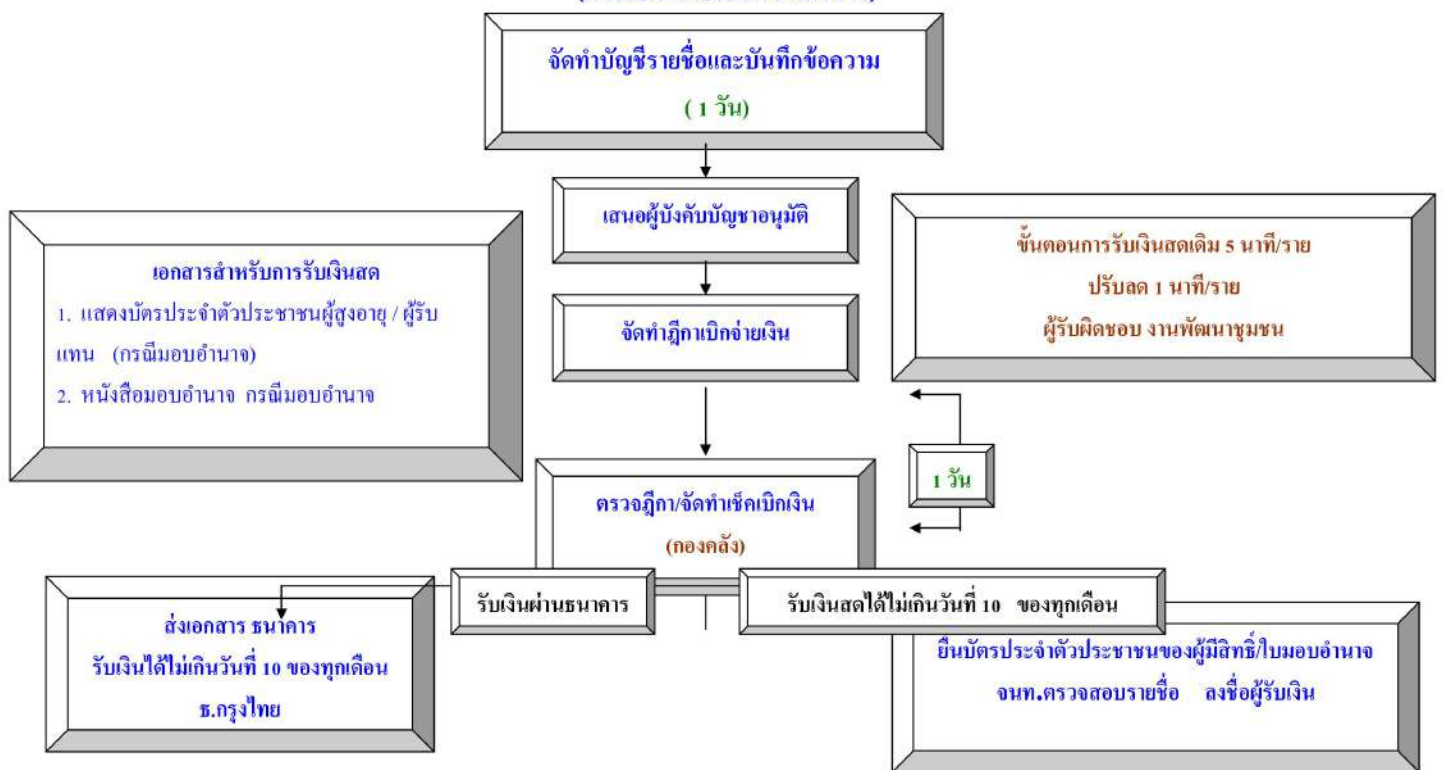 จัดทำบัญชีรายชื่อและบันทึกข้อความ
( 1 วัน)
เสนอผู้บังคับบัญชาอนุมัติ
เอกสารสำหรับการรับเงินสด
1. แสดงบัตรประจำตัวประชาชนผู้สูงอายุ / ผู้รับ
แทน (กรณีมอบอำนาจ)
2. หนังสือมอบอำนาจ กรณีมอบอำนาจ
ขั้นตอนการรับเงินสดเดิม 5 นาที/ราย
ปรับลด 1 นาที/ราย
ผู้รับผิดชอบ งานพัฒนาชุมชน
จัดทำฎีกาเบิกจ่ายเงิน
1 วัน
ตรวจฎีกา/จัดทำเช็คเบิกเงิน
(กองคลัง)
รับเงินผ่านธนาคาร
รับเงินสดได้ไม่เกินวันที่ 10 ของทุกเดือน
ส่งเอกสาร ธนาคาร
รับเงินได้ไม่เกินวันที่ 10 ของทุกเดือน
ธ.กรุงไทย
ยื่นบัตรประจำตัวประชาชนของผู้มีสิทธิ์/ใบมอบอำนาจ
จนท.ตรวจสอบรายชื่อ ลงชื่อผู้รับเงิน